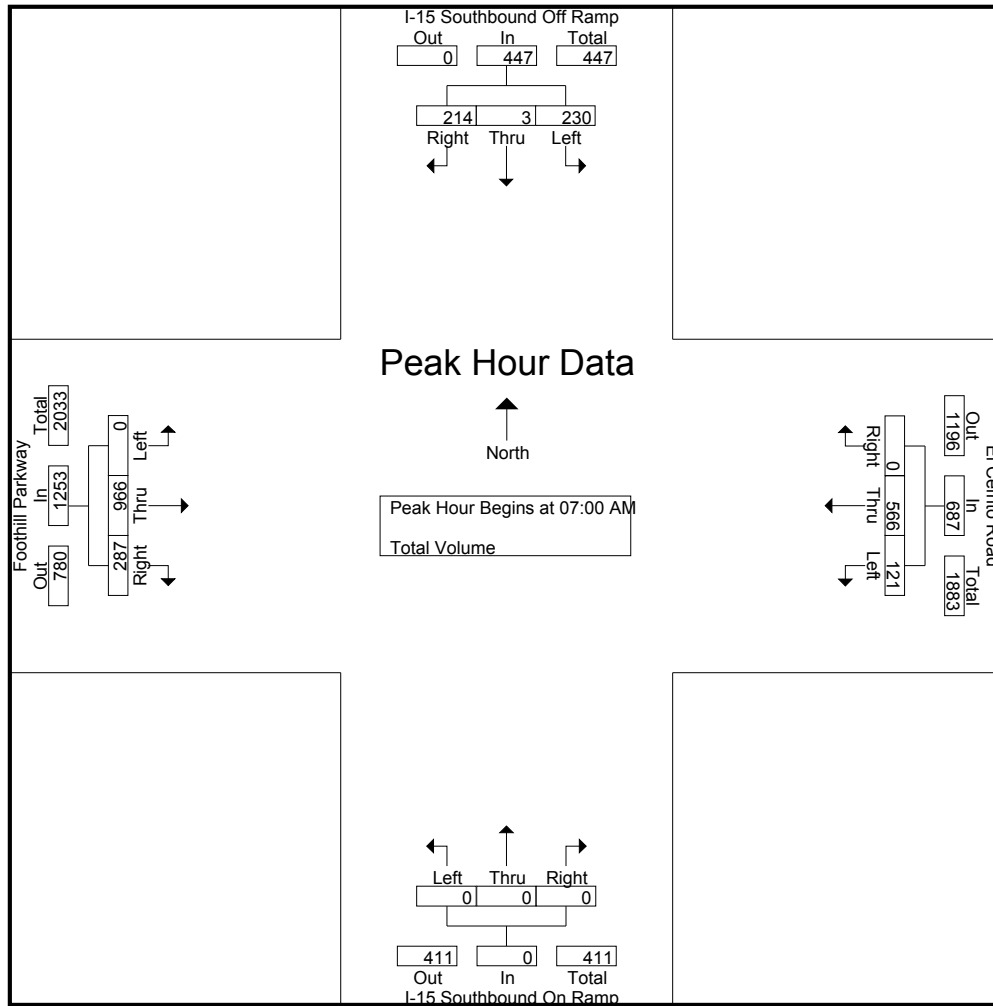 I-15 Southbound Off Ramp
Out In Total
0 447 447
214 3 230
Right Thru Left
Peak Hour Data
North
Peak Hour Begins at 07:00 AM
Total Volume
Foothill Parkway
Out In Total
780 1253 2033
0 966 287
Left Thru Right
El Cerrito Road
Out In Total
1196 687 1883
0 566 121
Right Thru Left
Left Thru Right
0 0 0
411 0 411
Out In Total
I-15 Southbound On Ramp